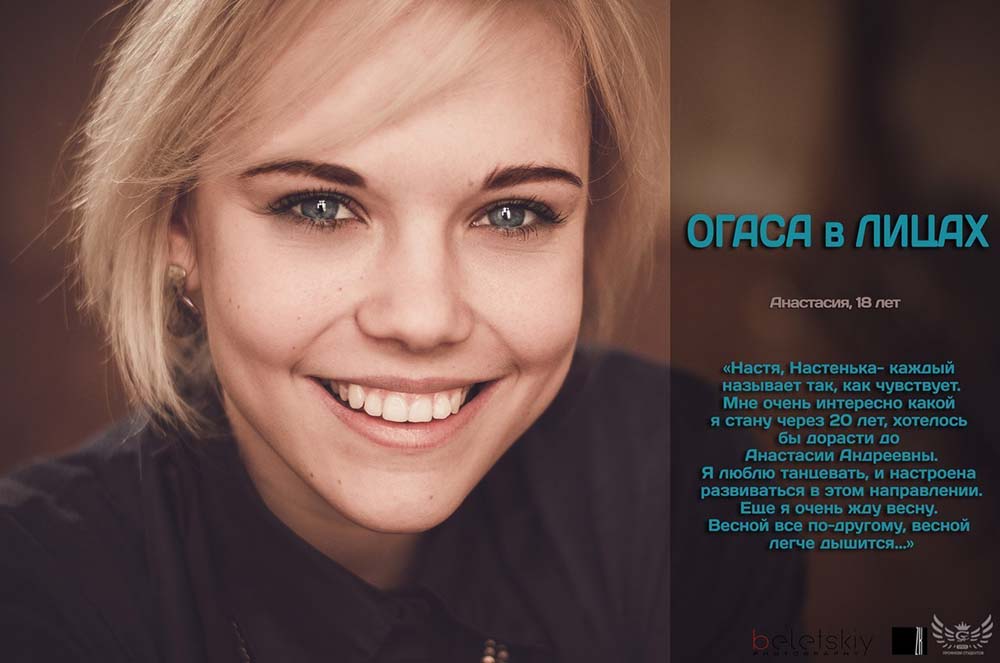 ОГАСА в ЛИЦАХ
Анастасия, 18 лет
«Настя, Настенька- каждый
называет так, как чувствует.
Мне очень интересно какой
я стану через 20 лет, хотелось
бы дорасти до
Анастасии Андреевны.
Я люблю танцевать, и настроена
развиваться в этом направлении.
Еще я очень жду весну.
Весной все по-другому, весной
легче дышится...»
beletskiy
PHOTOGRAPHY